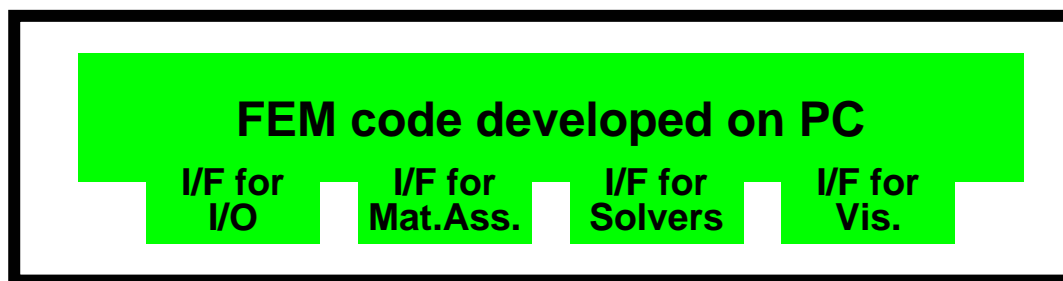 FEM code developed on PC
I/F for
I/O
I/F for
Mat.Ass.
I/F for
Solvers
I/F for
Vis.